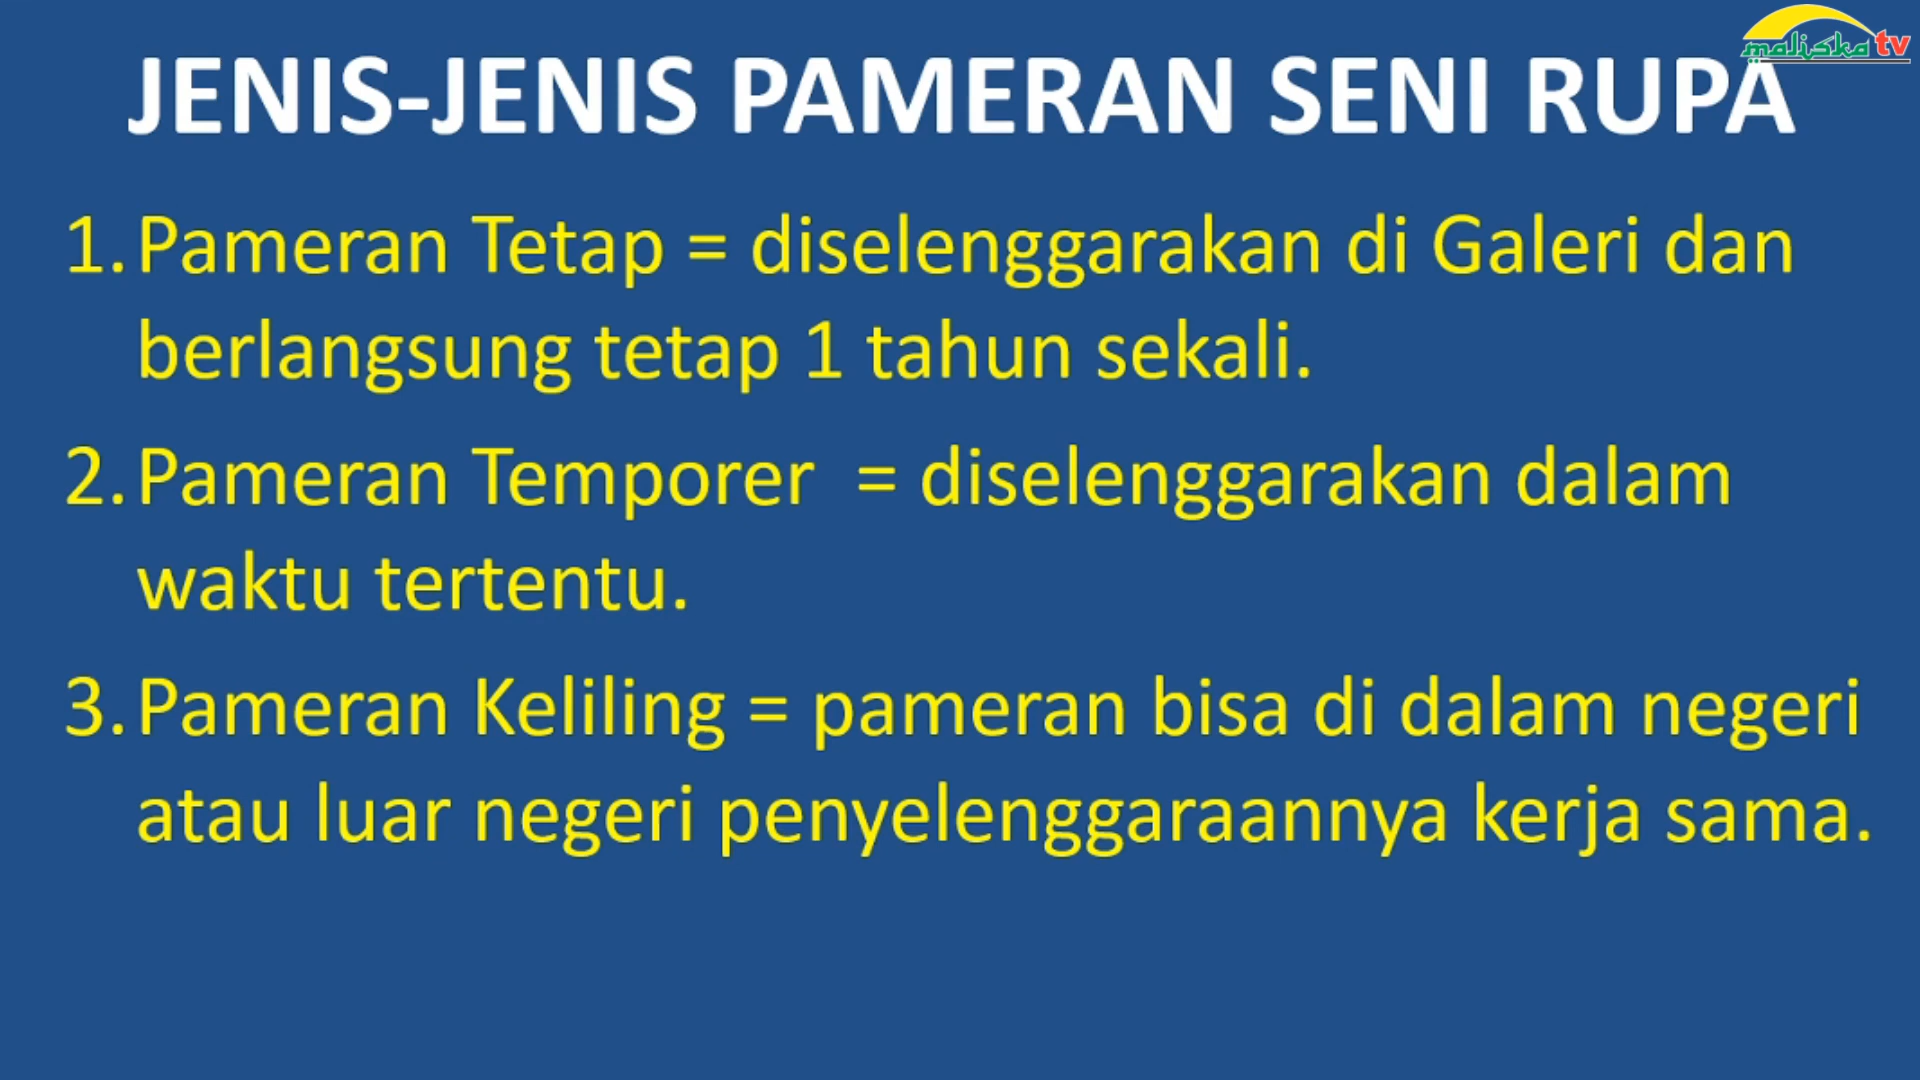 maliska tv
JENIS-JENIS PAMERAN SENI RUPA
1. Pameran Tetap = diselenggarakan di Galeri dan
berlangsung tetap 1 tahun sekali.
2. Pameran Temporer = diselenggarakan dalam
waktu tertentu.
3. Pameran Keliling = pameran bisa di dalam negeri
atau luar negeri penyelenggaraannya kerja sama.